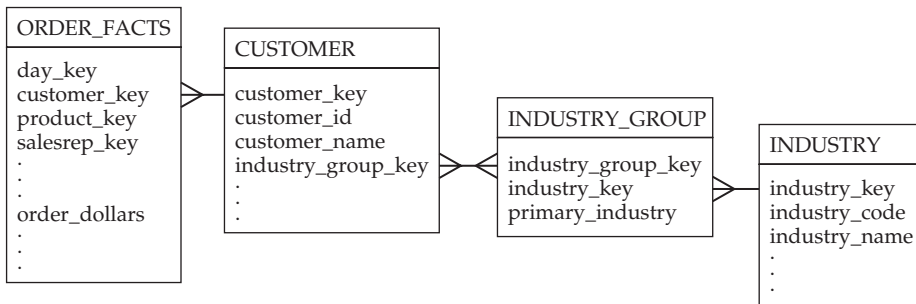 ORDER_FACTS
day_key
customer_key
product_key
salesrep_key
.
.
.
order_dollars
.
.
.
CUSTOMER
customer_key
customer_id
customer_name
industry_group_key
.
.
.
INDUSTRY_GROUP
industry_group_key
industry_key
primary_industry
INDUSTRY
industry_key
industry_code
industry_name
.
.
.